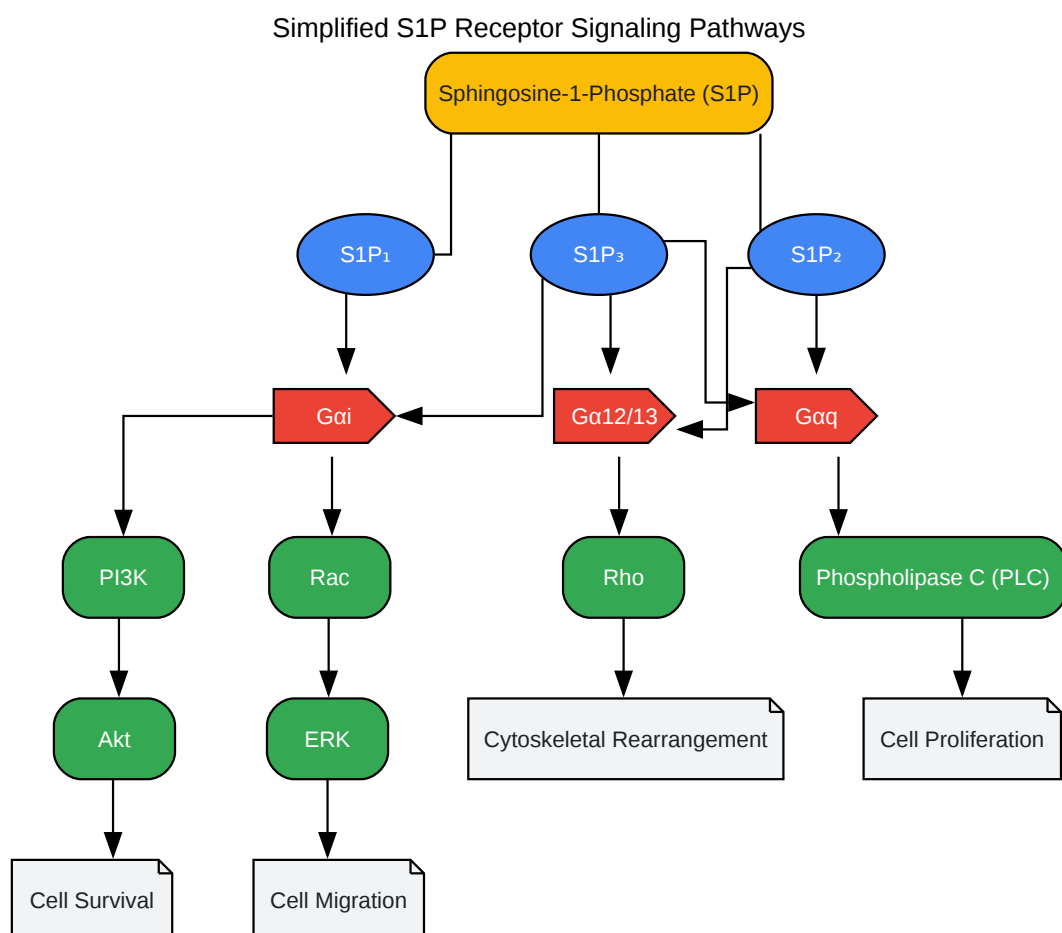 Simplified S1P Receptor Signaling Pathways
Sphingosine-1-Phosphate (S1P)
S1P₁
S1P₃
S1P₂
Gαi
Gα12/13
Gαq
PI3K
Rac
Rho
Phospholipase C (PLC)
Akt
ERK
Cytoskeletal Rearrangement
Cell Proliferation
Cell Survival
Cell Migration